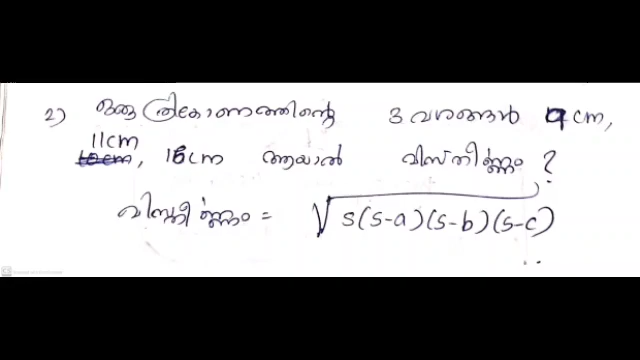 2) ഒരു ത്രികോണത്തിന്റെ 3 വശങ്ങൾ 9cm,
11cm
, 16cm ആയാൽ വിസ്തീർണ്ണം ?
വിസ്തീർണ്ണം = √s(s-a)(s-b)(s-c)